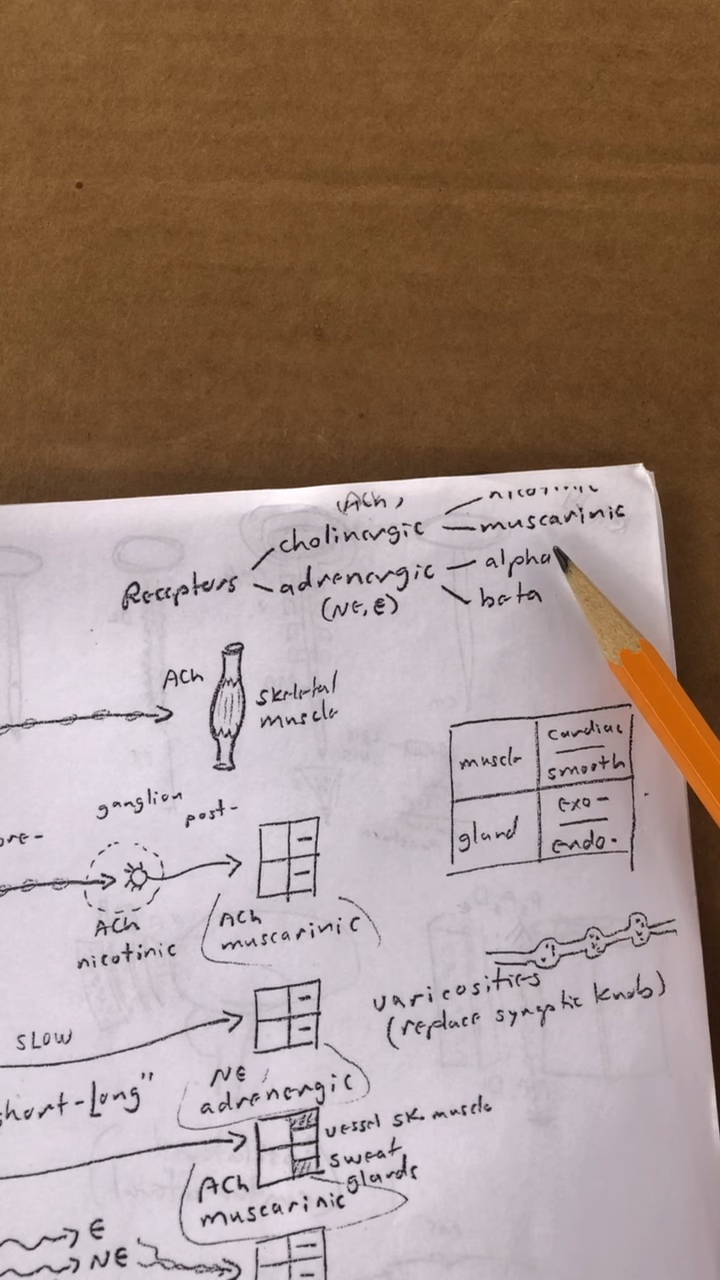 (ACh)
nicotinic
cholinergic
muscarinic
Receptors
adrenergic
alpha
(NE, E)
beta
ACh
skeletal
muscle
muscle
cardiac
smooth
gland
exo-
endo-
ganglion
post-
ACh
nicotinic
ACh
muscarinic
varicosities
(replace synaptic knob)
SLOW
NE
adrenergic
"short-Long"
vessel sk. muscle
sweat
glands
ACh
muscarinic
E
NE